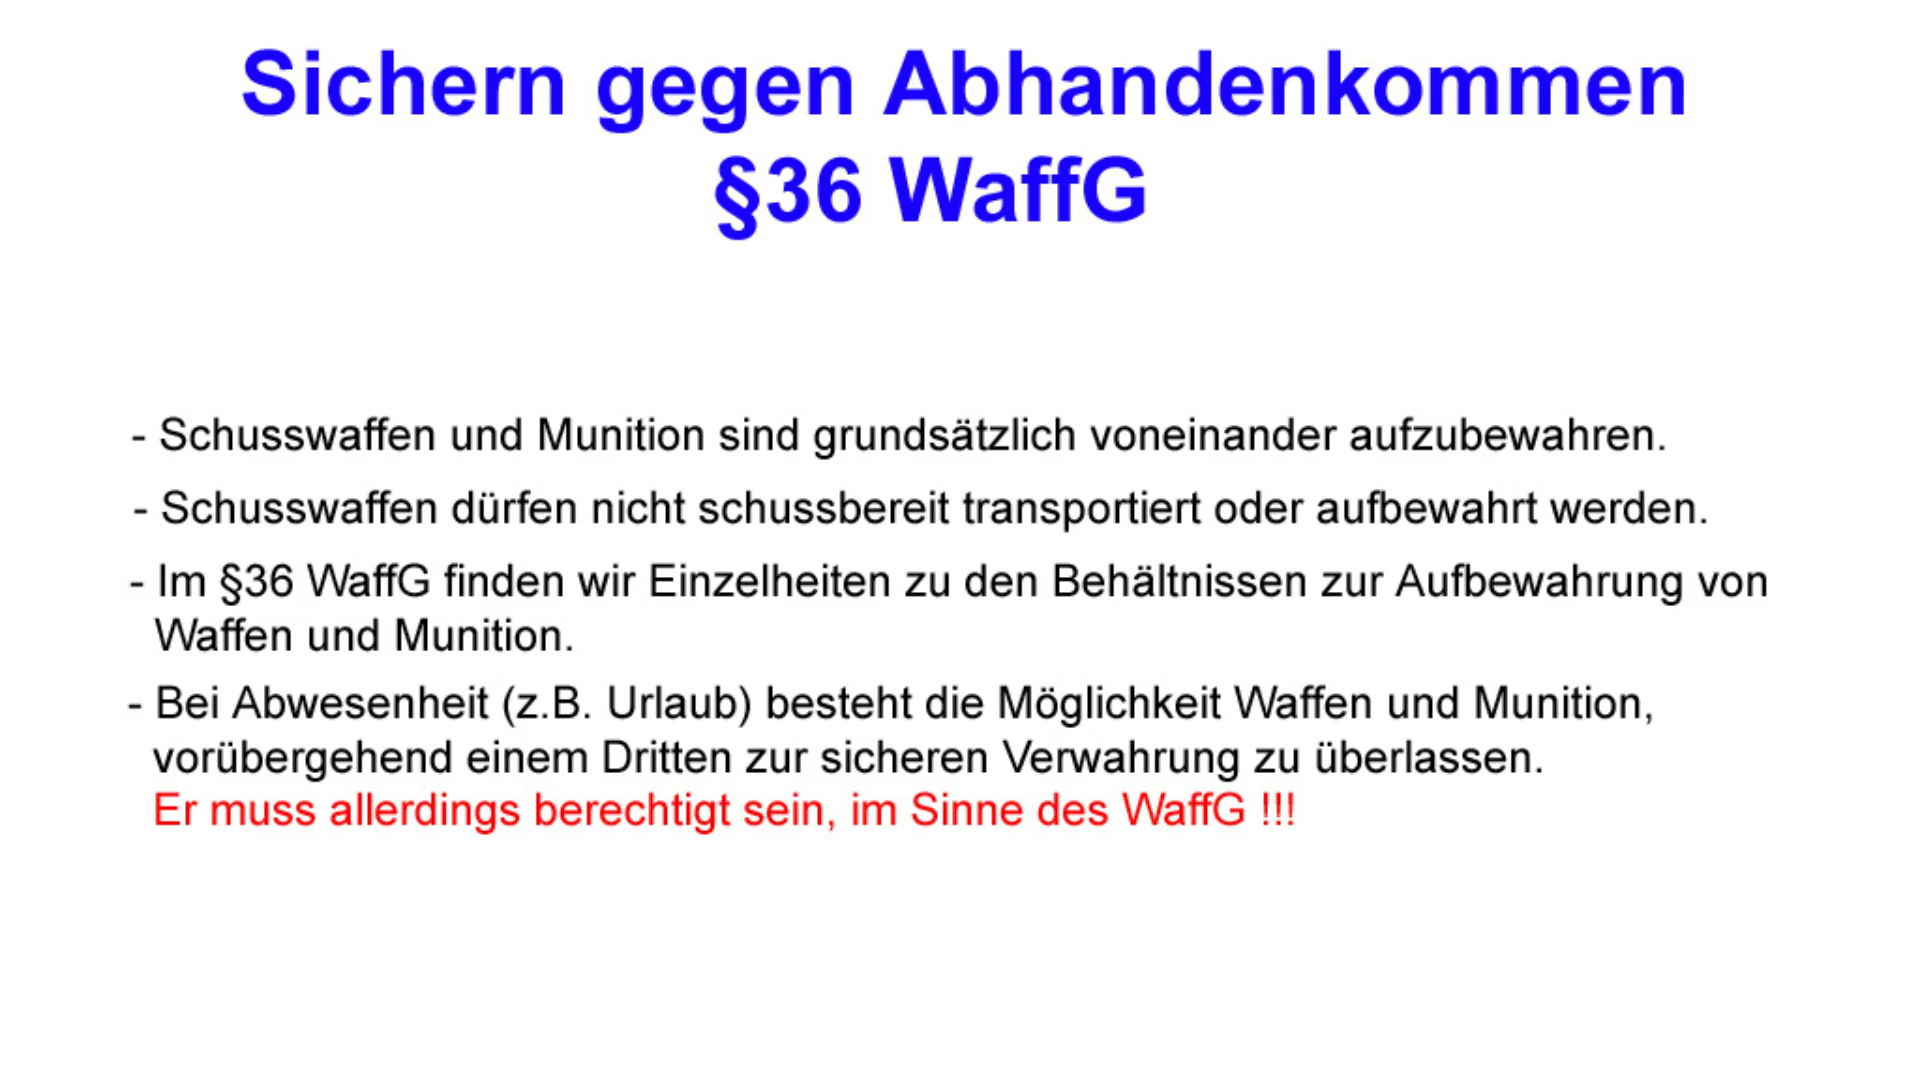 Sichern gegen Abhandenkommen
§36 WaffG
- Schusswaffen und Munition sind grundsätzlich voneinander aufzubewahren.
- Schusswaffen dürfen nicht schussbereit transportiert oder aufbewahrt werden.
- Im §36 WaffG finden wir Einzelheiten zu den Behältnissen zur Aufbewahrung von
Waffen und Munition.
- Bei Abwesenheit (z.B. Urlaub) besteht die Möglichkeit Waffen und Munition,
vorübergehend einem Dritten zur sicheren Verwahrung zu überlassen.
Er muss allerdings berechtigt sein, im Sinne des WaffG !!!